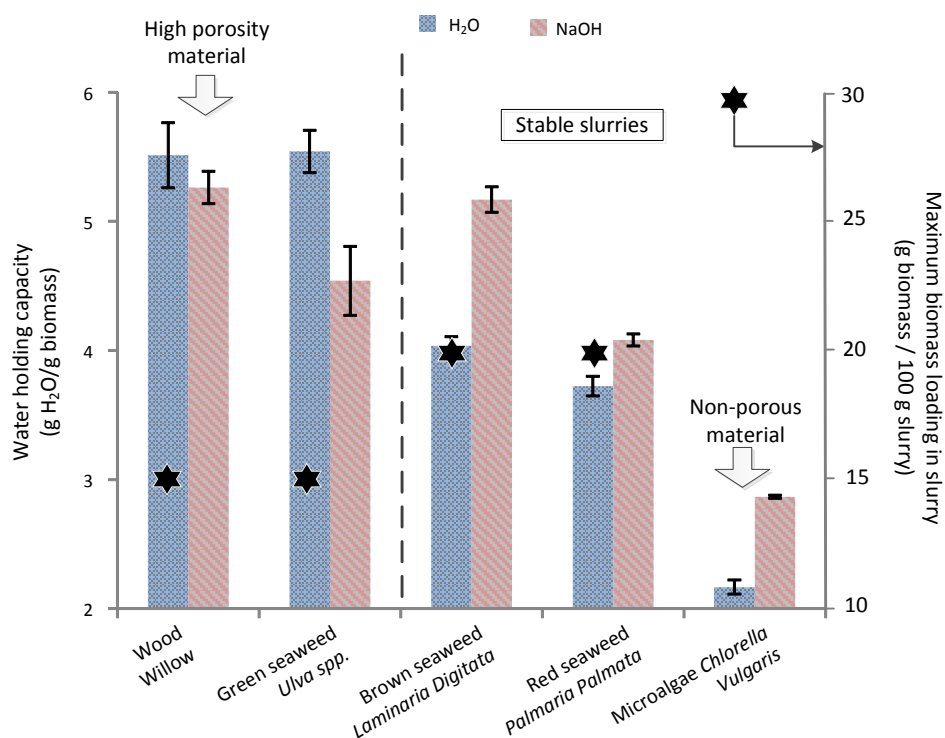 H₂O
NaOH
High porosity
material
Stable slurries
Non-porous
material
Water holding capacity
(g H₂O/g biomass)
6
5
4
3
2
Maximum biomass loading in slurry
(g biomass / 100 g slurry)
30
25
20
15
10
Wood
Willow
Green seaweed
Ulva spp.
Brown seaweed
Laminaria Digitata
Red seaweed
Palmaria Palmata
Microalgae Chlorella
Vulgaris